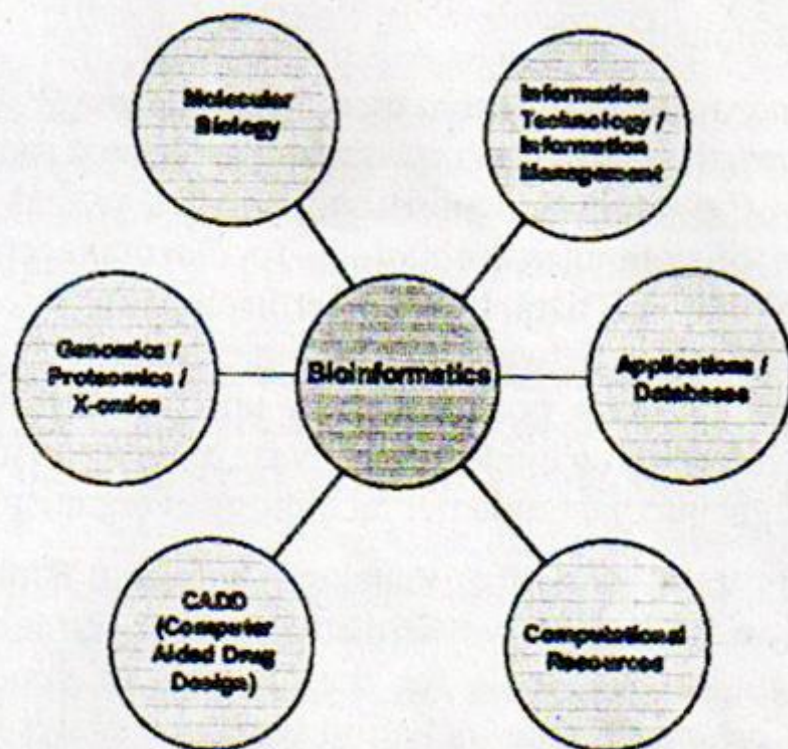 Molecular
Biology
Information
Technology /
Information
Management
Genomics /
Proteomics /
X-omics
Bioinformatics
Applications /
Databases
CADD
(Computer
Aided Drug
Design)
Computational
Resources